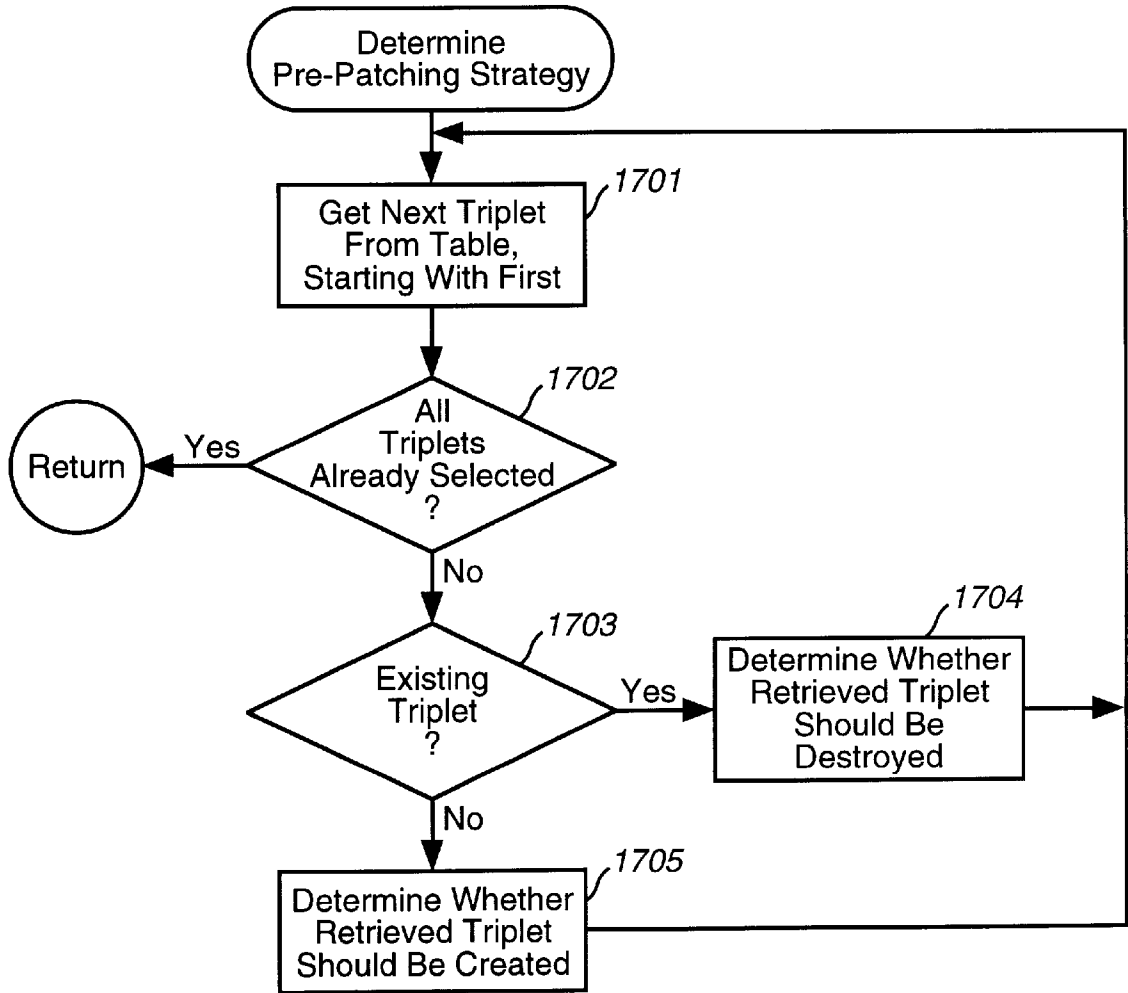 Determine
Pre-Patching Strategy
1701
Get Next Triplet
From Table,
Starting With First
1702
All
Triplets
Already Selected
?
Yes
Return
No
1703
Existing
Triplet
?
Yes
1704
Determine Whether
Retrieved Triplet
Should Be
Destroyed
No
1705
Determine Whether
Retrieved Triplet
Should Be Created